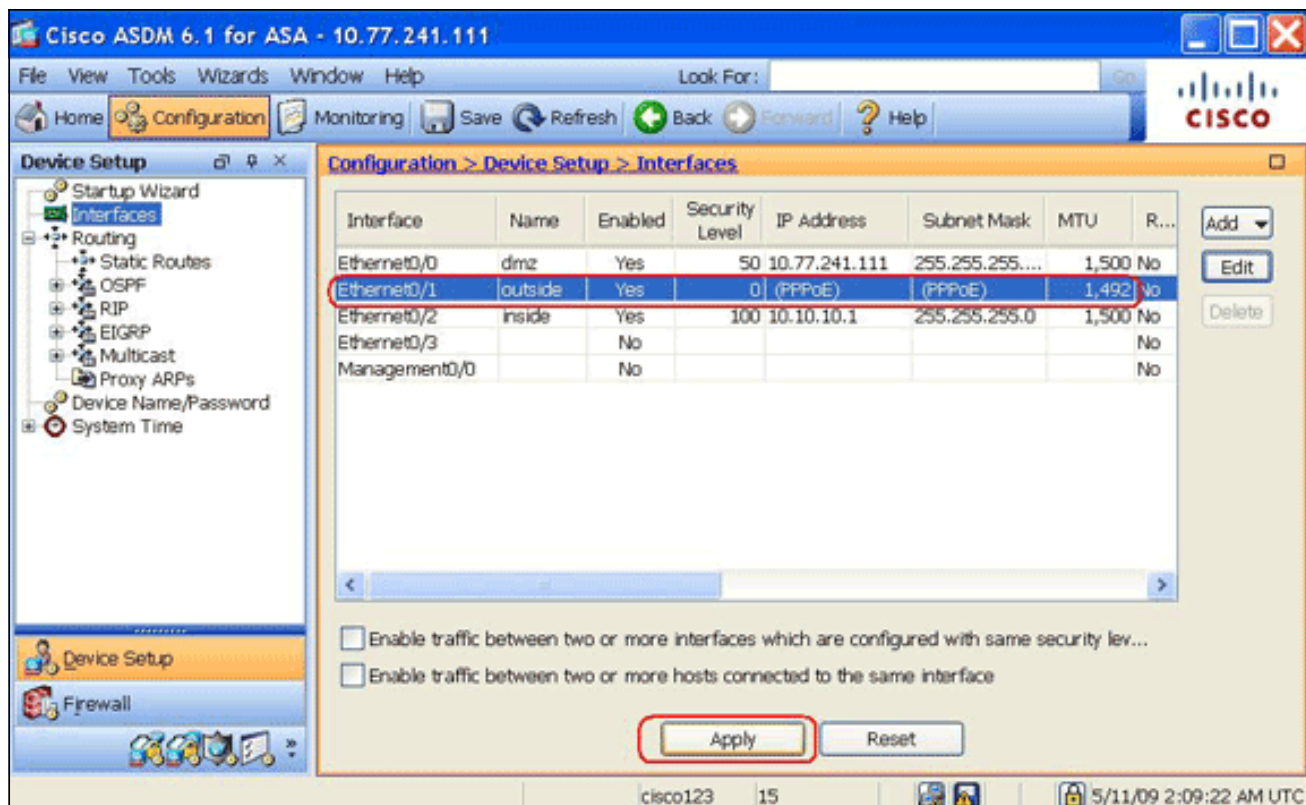 Cisco ASDM 6.1 for ASA - 10.77.241.111
File View Tools Wizards Window Help Look For: Go
Home Configuration Monitoring Save Refresh Back Forward Help
CISCO
Device Setup
Startup Wizard
Interfaces
Routing
Static Routes
OSPF
RIP
EIGRP
Multicast
Proxy ARPs
Device Name/Password
System Time
Device Setup
Firewall
Configuration > Device Setup > Interfaces
Interface Name Enabled Security Level IP Address Subnet Mask MTU R...
Ethernet0/0 dmz Yes 50 10.77.241.111 255.255.255.... 1,500 No
Ethernet0/1 outside Yes 0 (PPPoE) (PPPoE) 1,492 No
Ethernet0/2 inside Yes 100 10.10.10.1 255.255.255.0 1,500 No
Ethernet0/3 No No
Management0/0 No No
Add
Edit
Delete
Enable traffic between two or more interfaces which are configured with same security lev...
Enable traffic between two or more hosts connected to the same interface
Apply Reset
cisco123 15 5/11/09 2:09:22 AM UTC